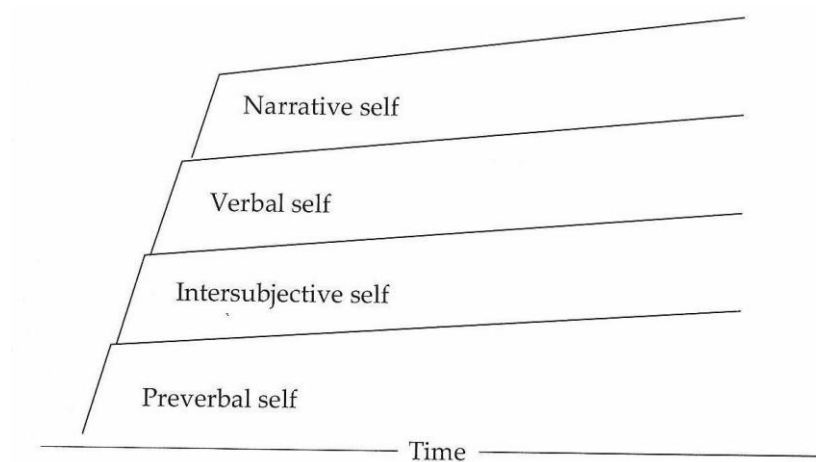 Narrative self
Verbal self
Intersubjective self
Preverbal self
Time